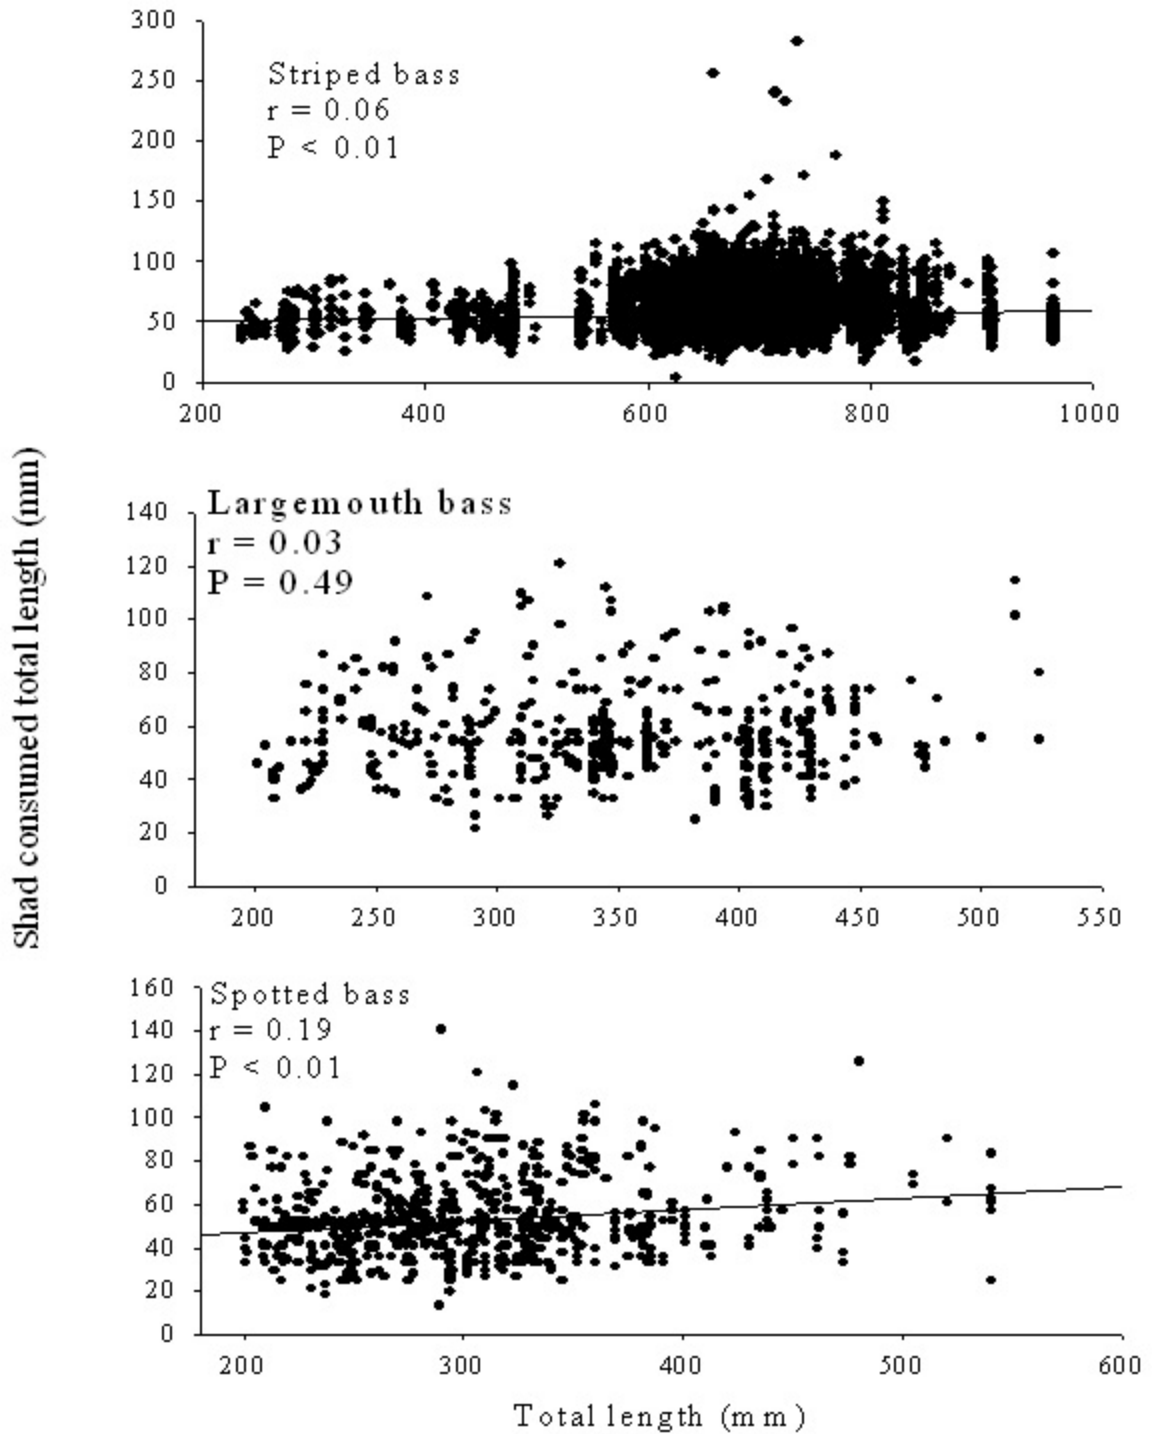 300
Striped bass
250
r = 0.06
200
P < 0.01
150
100
50
0
200 400 600 800 1000
Shad consumed total length (mm)
Largemouth bass
140
r = 0.03
120
P = 0.49
100
80
60
40
20
0
200 250 300 350 400 450 500 550
160
Spotted bass
140
r = 0.19
120
P < 0.01
100
80
60
40
20
0
200 300 400 500 600
Total length (mm)